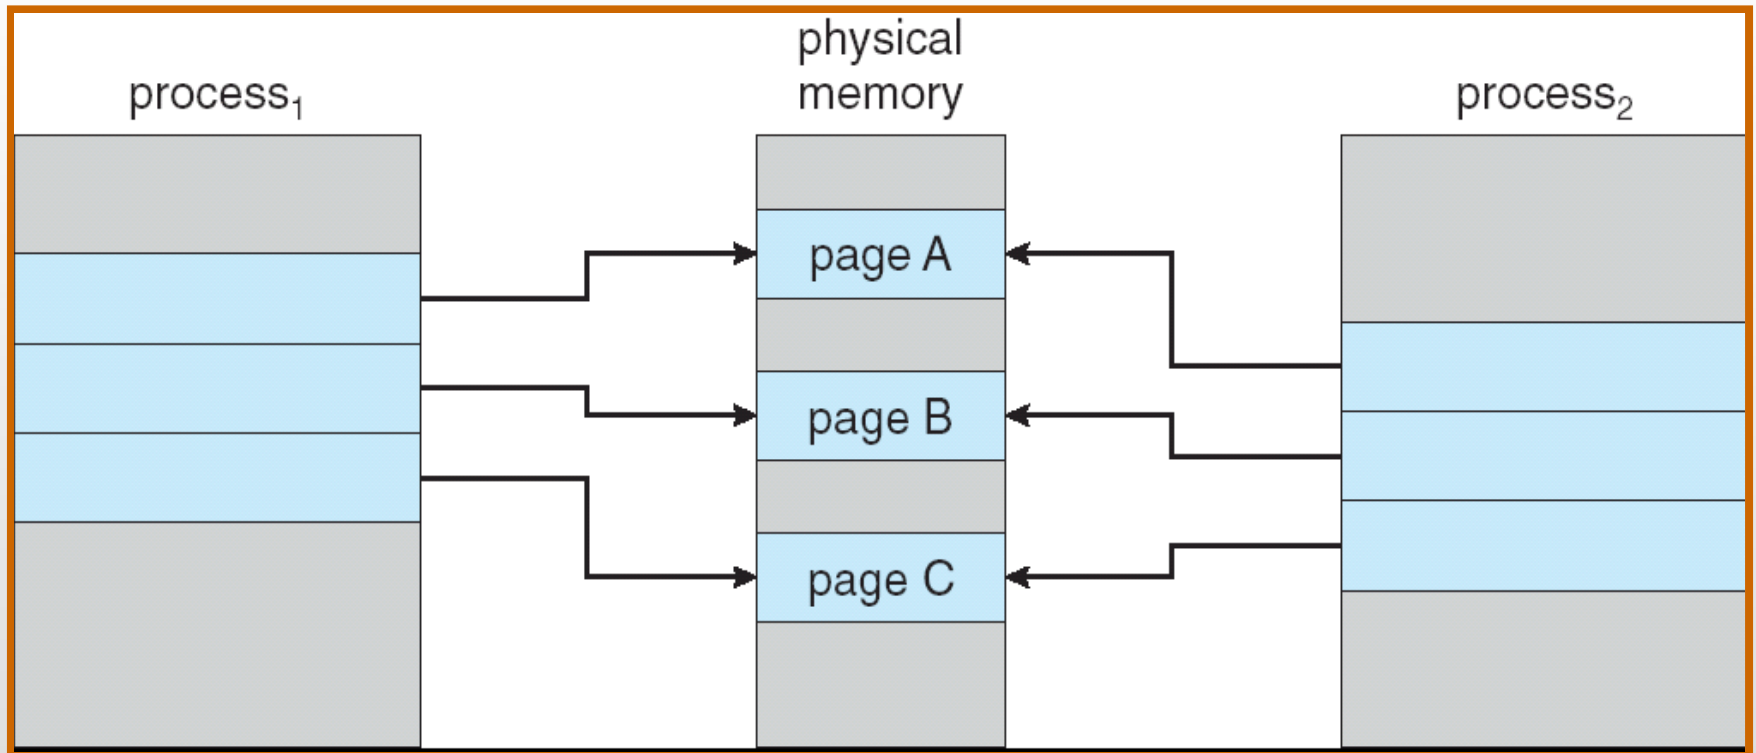 physical
memory
process₁
process₂
page A
page B
page C